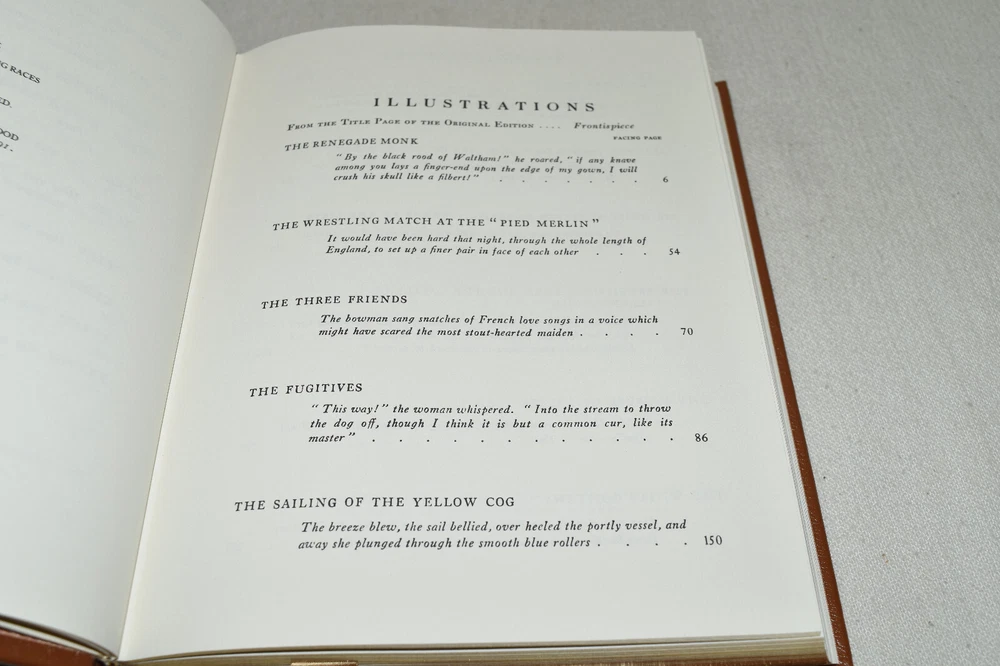 G RACES
ED.
OOD
ILLUSTRATIONS
FROM THE TITLE PAGE OF THE ORIGINAL EDITION .... Frontispiece
FACING PAGE
THE RENEGADE MONK
“By the black rood of Waltham!” he roared, “if any knave
among you lays a finger-end upon the edge of my gown, I will
crush his skull like a filbert!” . . . . . . . 6
THE WRESTLING MATCH AT THE “PIED MERLIN”
It would have been hard that night, through the whole length of
England, to set up a finer pair in face of each other . . . 54
THE THREE FRIENDS
The bowman sang snatches of French love songs in a voice which
might have scared the most stout-hearted maiden . . . . 70
THE FUGITIVES
“This way!” the woman whispered. “Into the stream to throw
the dog off, though I think it is but a common cur, like its
master” . . . . . . . . . . . . 86
THE SAILING OF THE YELLOW COG
The breeze blew, the sail bellied, over heeled the portly vessel, and
away she plunged through the smooth blue rollers . . . . 150